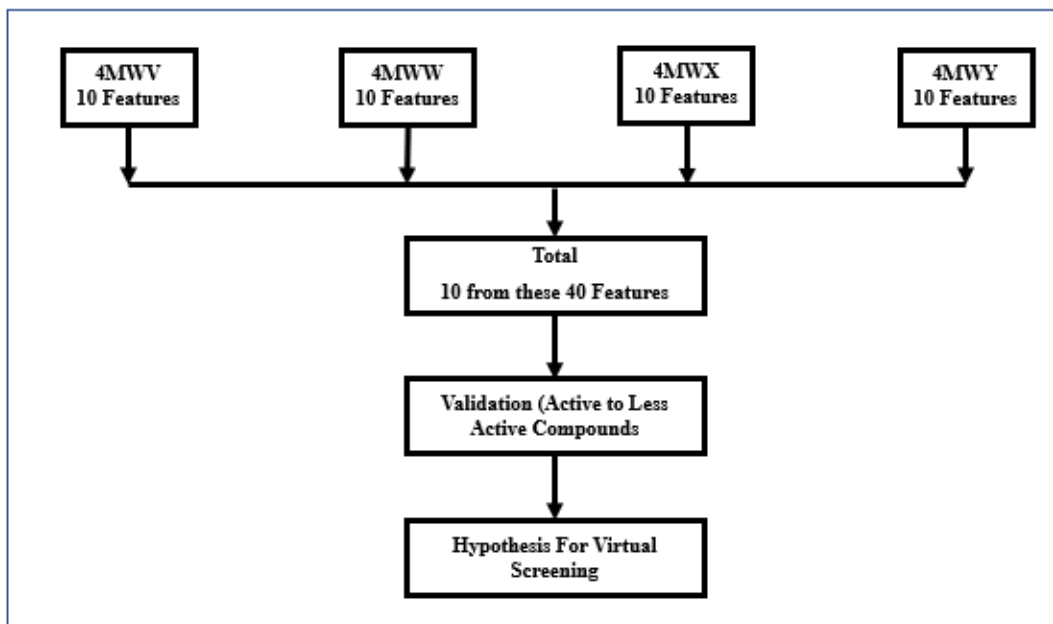 4MWV
10 Features
4MWW
10 Features
4MWX
10 Features
4MWY
10 Features
Total
10 from these 40 Features
Validation (Active to Less
Active Compounds
Hypothesis For Virtual
Screening